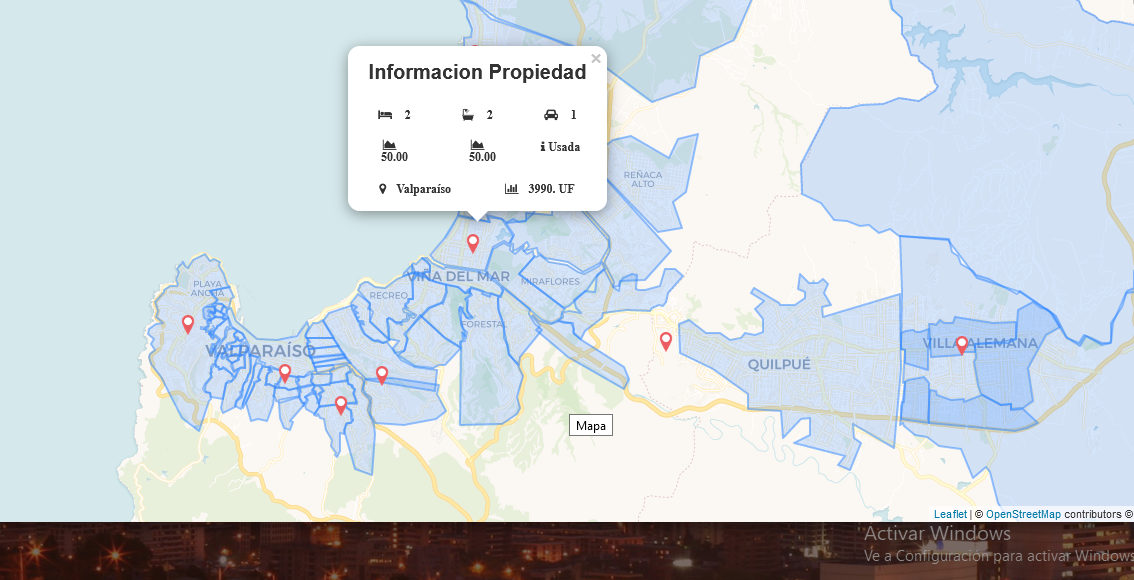 Informacion Propiedad
×
2 2 1
50.00 50.00 Usada
Valparaíso 3990. UF
REÑACA
ALTO
VIÑA DEL MAR
MIRAFLORES
PLAYA
ANCHA
RECREO
FORESTAL
VALPARAÍSO
VILLA ALEMANA
QUILPUÉ
Mapa
Leaflet | © OpenStreetMap contributors ©
Activar Windows
Ve a Configuración para activar Windows